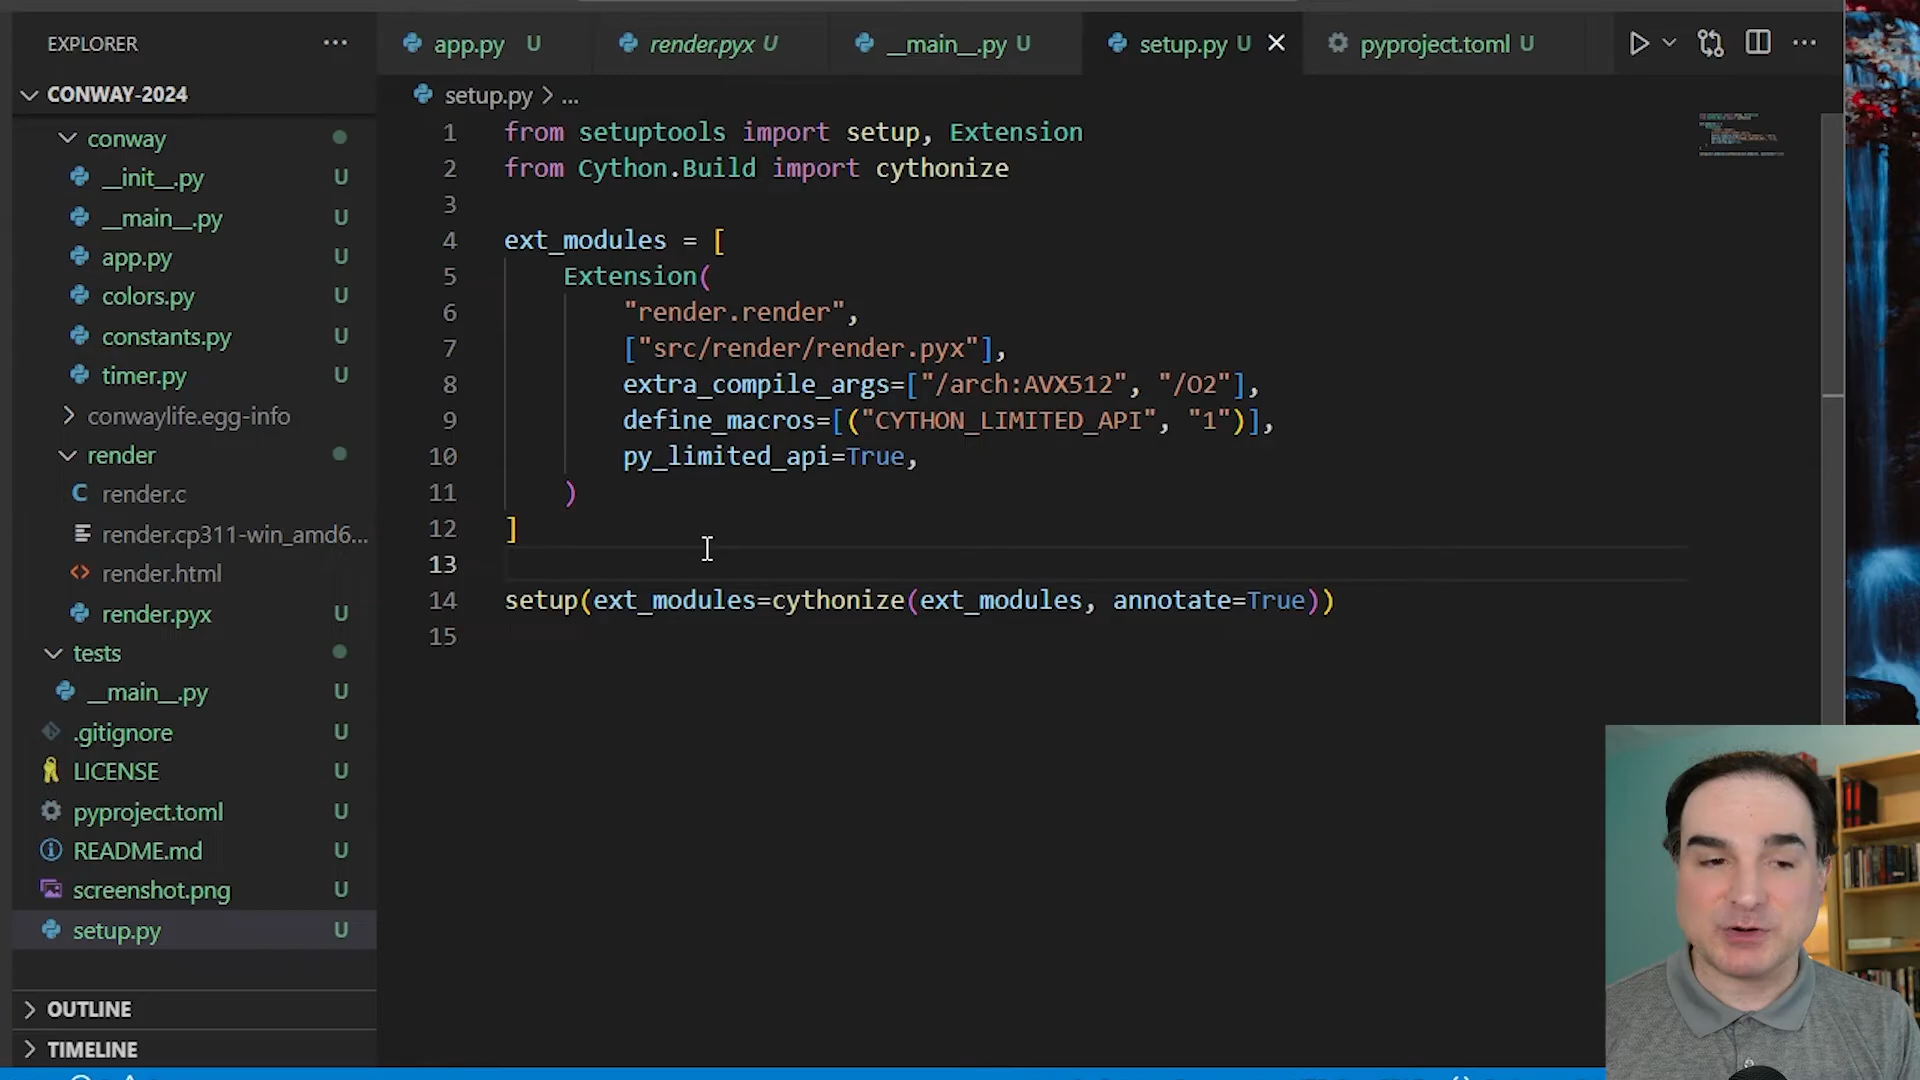 EXPLORER
CONWAY-2024
conway
__init__.py U
__main__.py U
app.py U
colors.py U
constants.py U
timer.py U
conwaylife.egg-info
render
render.c
render.cp311-win_amd6...
render.html
render.pyx U
tests
__main__.py U
.gitignore U
LICENSE U
pyproject.toml U
README.md U
screenshot.png U
setup.py U
OUTLINE
TIMELINE
app.py U render.pyx U __main__.py U setup.py U pyproject.toml U
setup.py > ...
1 from setuptools import setup, Extension
2 from Cython.Build import cythonize
3
4 ext_modules = [
5 Extension(
6 "render.render",
7 ["src/render/render.pyx"],
8 extra_compile_args=["/arch:AVX512", "/O2"],
9 define_macros=[("CYTHON_LIMITED_API", "1")],
10 py_limited_api=True,
11 )
12 ]
13
14 setup(ext_modules=cythonize(ext_modules, annotate=True))
15